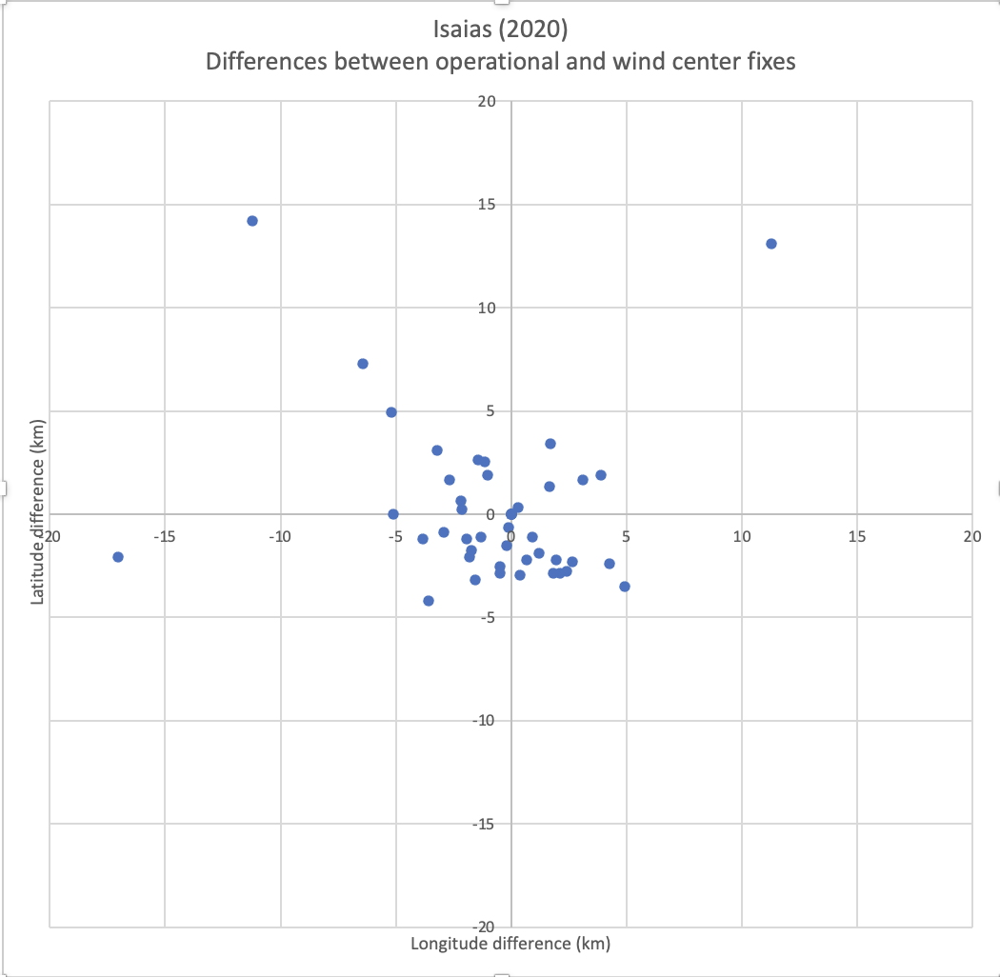 Isaias (2020)
Differences between operational and wind center fixes
20
15
10
5
0
-20 -15 -10 -5 0 5 10 15 20
-5
-10
-15
-20
Latitude difference (km)
Longitude difference (km)